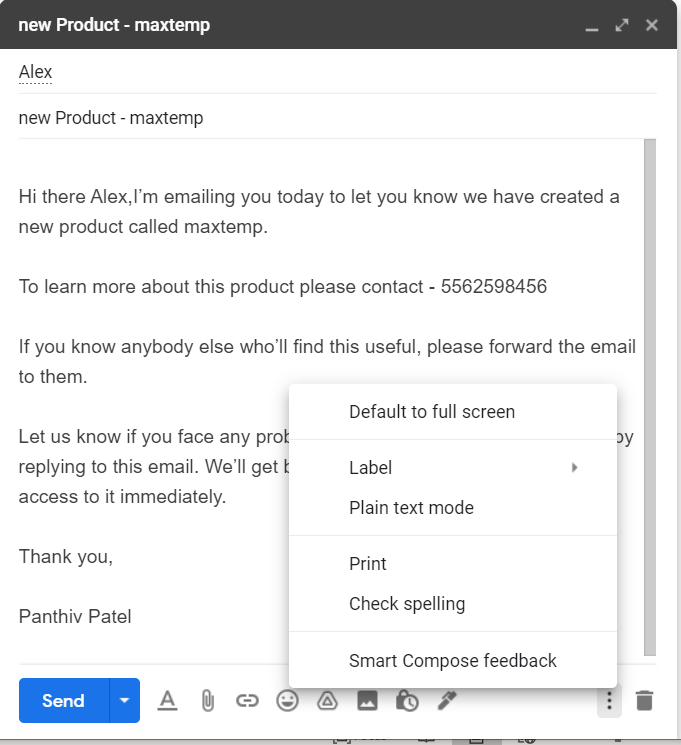 new Product - maxtemp
Alex
new Product - maxtemp
Hi there Alex,I'm emailing you today to let you know we have created a
new product called maxtemp.
To learn more about this product please contact - 5562598456
If you know anybody else who'll find this useful, please forward the email
to them.
Let us know if you face any by
replying to this email. We'll get
access to it immediately.
Thank you,
Panthiv Patel
Default to full screen
Label
Plain text mode
Print
Check spelling
Smart Compose feedback
Send